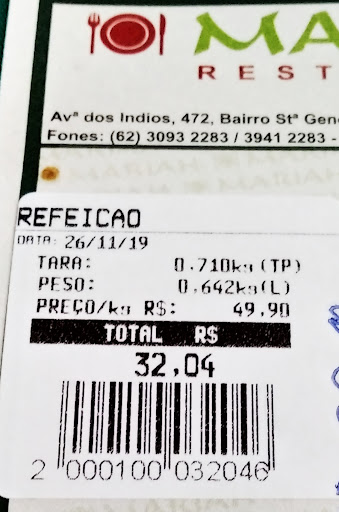 MA
REST
Avª dos Indios, 472, Bairro Stª Gen
Fones: (62) 3093 2283 / 3941 2283 -
REFEICAO
DATA: 26/11/19
TARA: 0.710kg(TP)
PESO: 0.642kg(L)
PREÇO/kg R$: 49,90
TOTAL R$
32,04
2 000100 032046